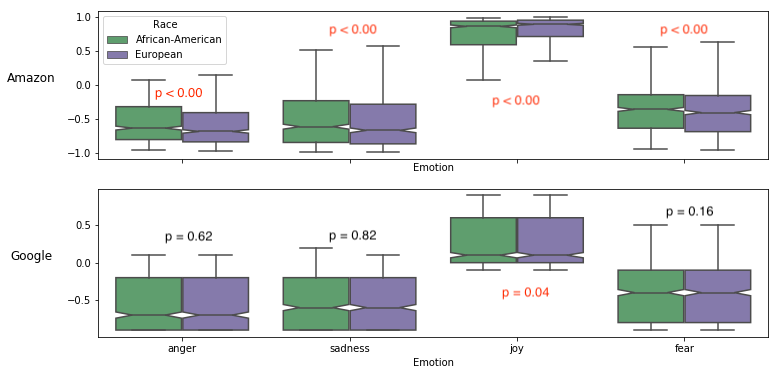 Race
African-American
European
Amazon
1.0
0.5
0.0
−0.5
−1.0
p < 0.00
p < 0.00
p < 0.00
p < 0.00
Emotion
Google
0.5
0.0
−0.5
p = 0.62
p = 0.82
p = 0.04
p = 0.16
anger
sadness
joy
fear
Emotion